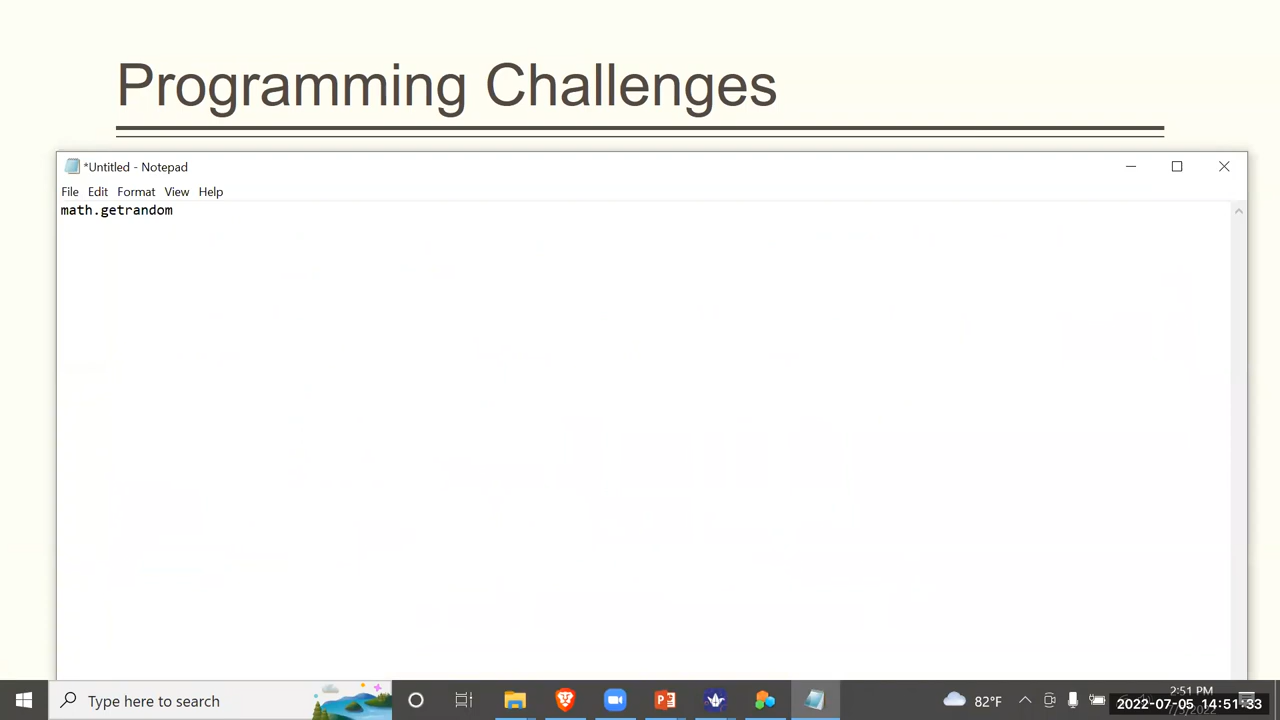 Programming Challenges
*Untitled - Notepad
File Edit Format View Help
math.getrandom
Type here to search
82°F
2:51 PM
2022-07-05 14:51:33